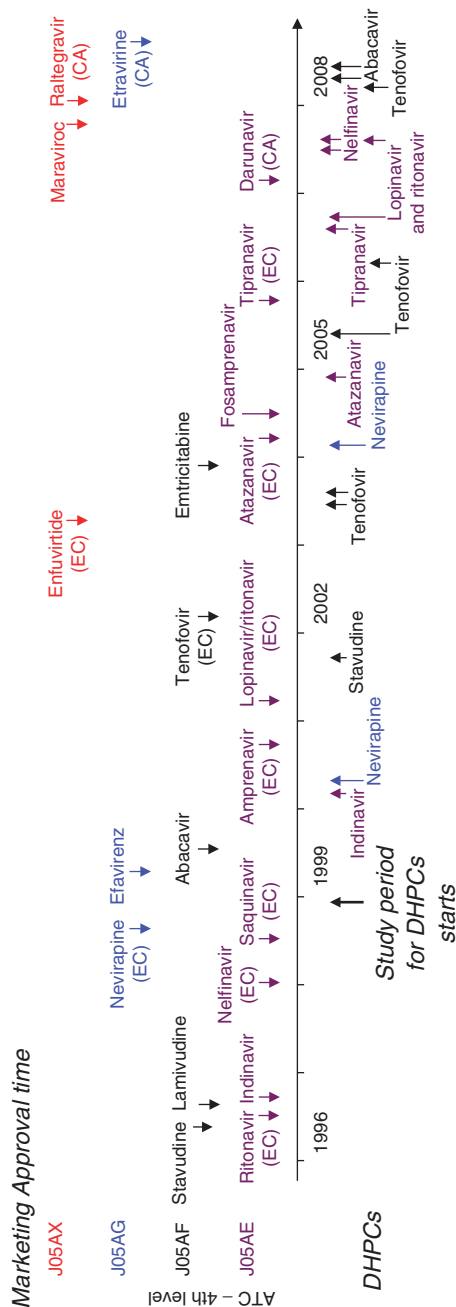 Marketing Approval time
J05AX
Enfuvirtide
(EC)
Maraviroc
Raltegravir
(CA)
J05AG
Nevirapine
(EC)
Efavirenz
Etravirine
(CA)
J05AF
Stavudine
Lamivudine
Abacavir
Tenofovir
(EC)
Emtricitabine
J05AE
Ritonavir
(EC)
Indinavir
Nelfinavir
(EC)
Saquinavir
(EC)
Amprenavir
(EC)
Lopinavir/ritonavir
(EC)
Atazanavir
(EC)
Fosamprenavir
Tipranavir
(EC)
Darunavir
(CA)
ATC – 4th level
1996
1999
2002
2005
2008
DHPCs
Study period
for DHPCs
starts
Indinavir
Nevirapine
Stavudine
Tenofovir
Nevirapine
Atazanavir
Tenofovir
Tipranavir
Lopinavir
and ritonavir
Nelfinavir
Tenofovir
Abacavir